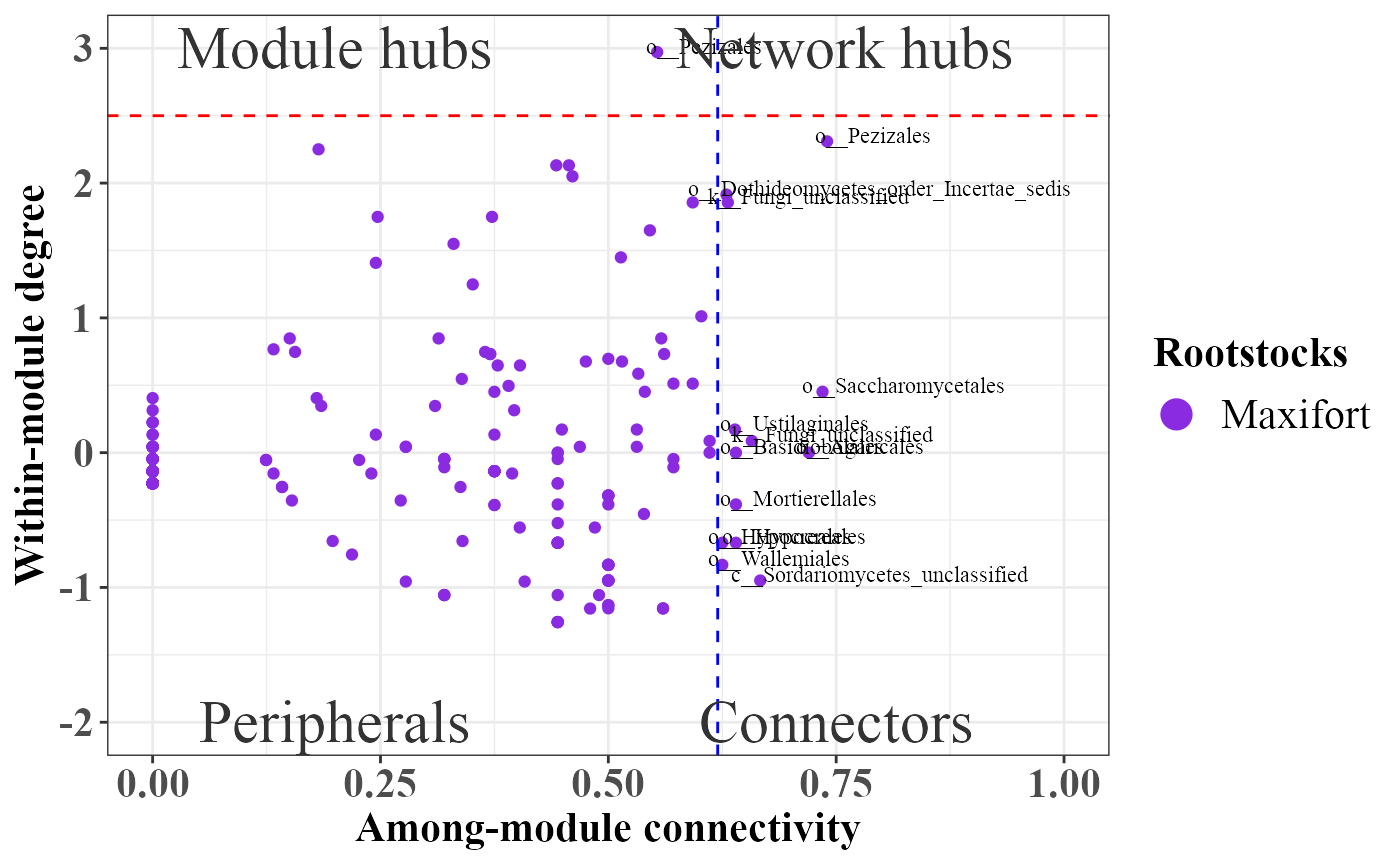 Module hubs
Network hubs
o__Pezizales
o__Pezizales
o__Dothideomycetes_order_Incertae_sedis
k__Fungi_unclassified
o__Saccharomycetales
o__Ustilaginales
k__Fungi_unclassified
o__Agaricales
o__Mortierellales
o__Hypocreales
o__Wallemiales
c__Sordariomycetes_unclassified
Peripherals
Connectors
3
2
1
0
-1
-2
0.00
0.25
0.50
0.75
1.00
Among-module connectivity
Within-module degree
Rootstocks
Maxifort